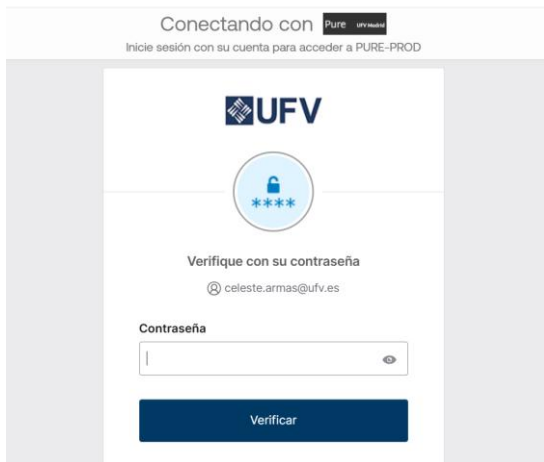 Conectando con Pure UFV Madrid
Inicie sesión con su cuenta para acceder a PURE-PROD
UFV
****
Verifique con su contraseña
celeste.armas@ufv.es
Contraseña
Verificar